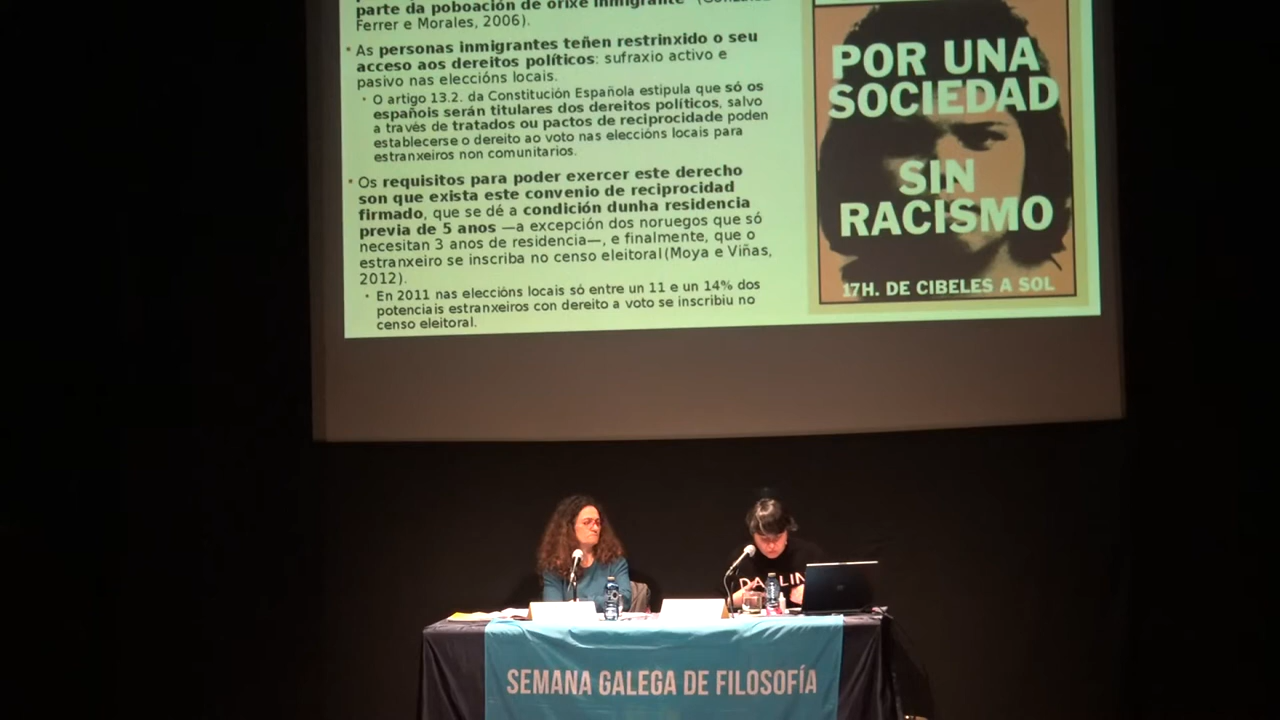 parte da poboación de orixe inmigrante (González
Ferrer e Morales, 2006).
As personas inmigrantes teñen restrinxido o seu
acceso aos dereitos políticos: sufraxio activo e
pasivo nas eleccións locais.
O artigo 13.2. da Constitución Española estipula que só os
españois serán titulares dos dereitos políticos, salvo
a través de tratados ou pactos de reciprocidade poden
establecerse o dereito ao voto nas eleccións locais para
estranxeiros non comunitarios.
Os requisitos para poder exercer este derecho
son que exista este convenio de reciprocidad
firmado, que se dé a condición dunha residencia
previa de 5 anos —a excepción dos noruegos que só
necesitan 3 anos de residencia—, e finalmente, que o
estranxeiro se inscriba no censo eleitoral(Moya e Viñas,
2012).
En 2011 nas eleccións locais só entre un 11 e un 14% dos
potenciais estranxeiros con dereito a voto se inscribiu no
censo eleitoral.
POR UNA
SOCIEDAD
SIN
RACISMO
17H. DE CIBELES A SOL
SEMANA GALEGA DE FILOSOFÍA